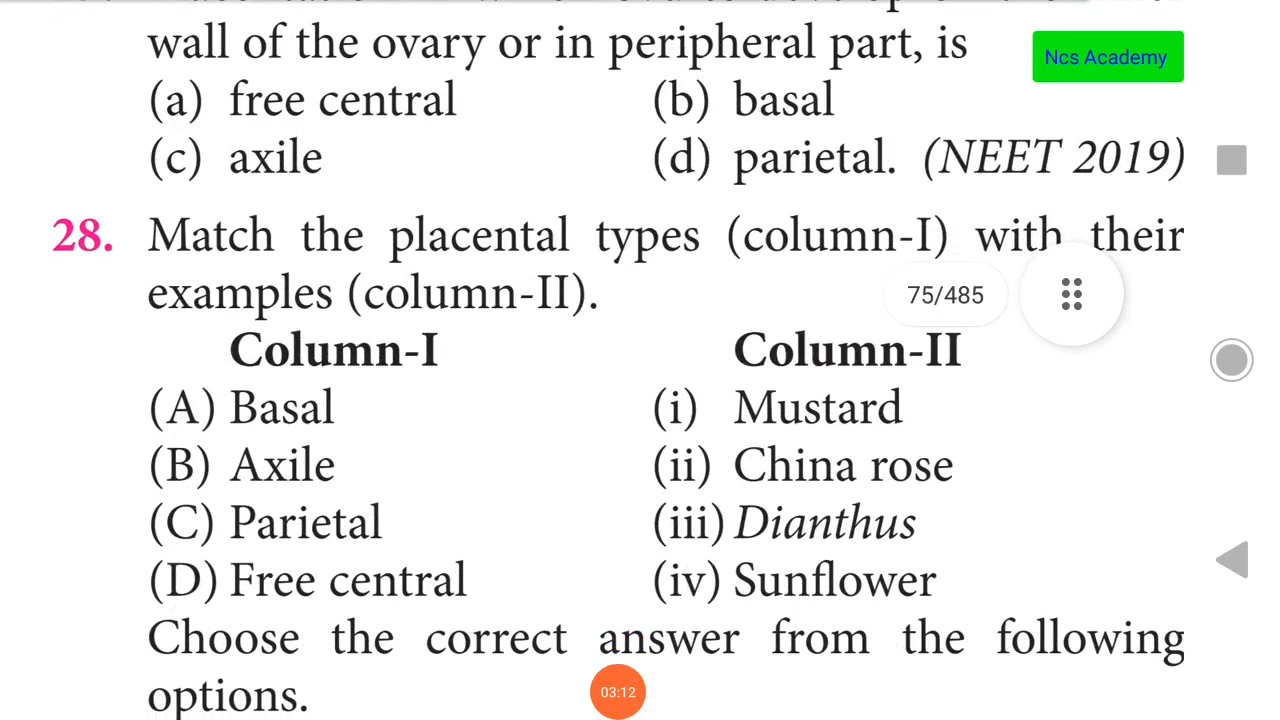 wall of the ovary or in peripheral part, is
Ncs Academy
(a) free central (b) basal
(c) axile (d) parietal. (NEET 2019)
28. Match the placental types (column-I) with their
examples (column-II).
75/485
Column-I Column-II
(A) Basal (i) Mustard
(B) Axile (ii) China rose
(C) Parietal (iii) Dianthus
(D) Free central (iv) Sunflower
Choose the correct answer from the following
options.
03:12